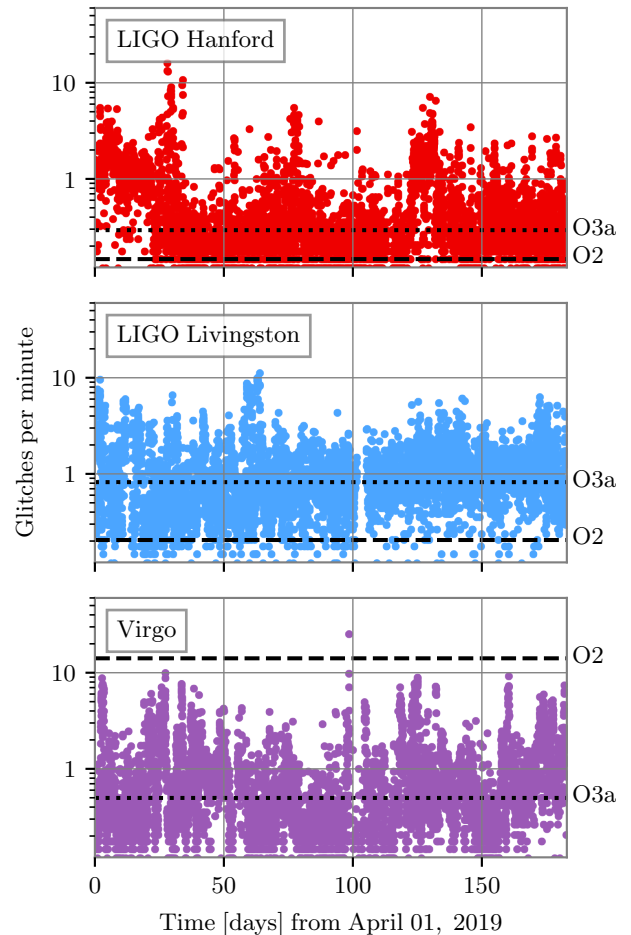 LIGO Hanford
10
1
O3a
O2
LIGO Livingston
10
1
O3a
O2
Glitches per minute
Virgo
O2
10
1
O3a
0
50
100
150
Time [days] from April 01, 2019